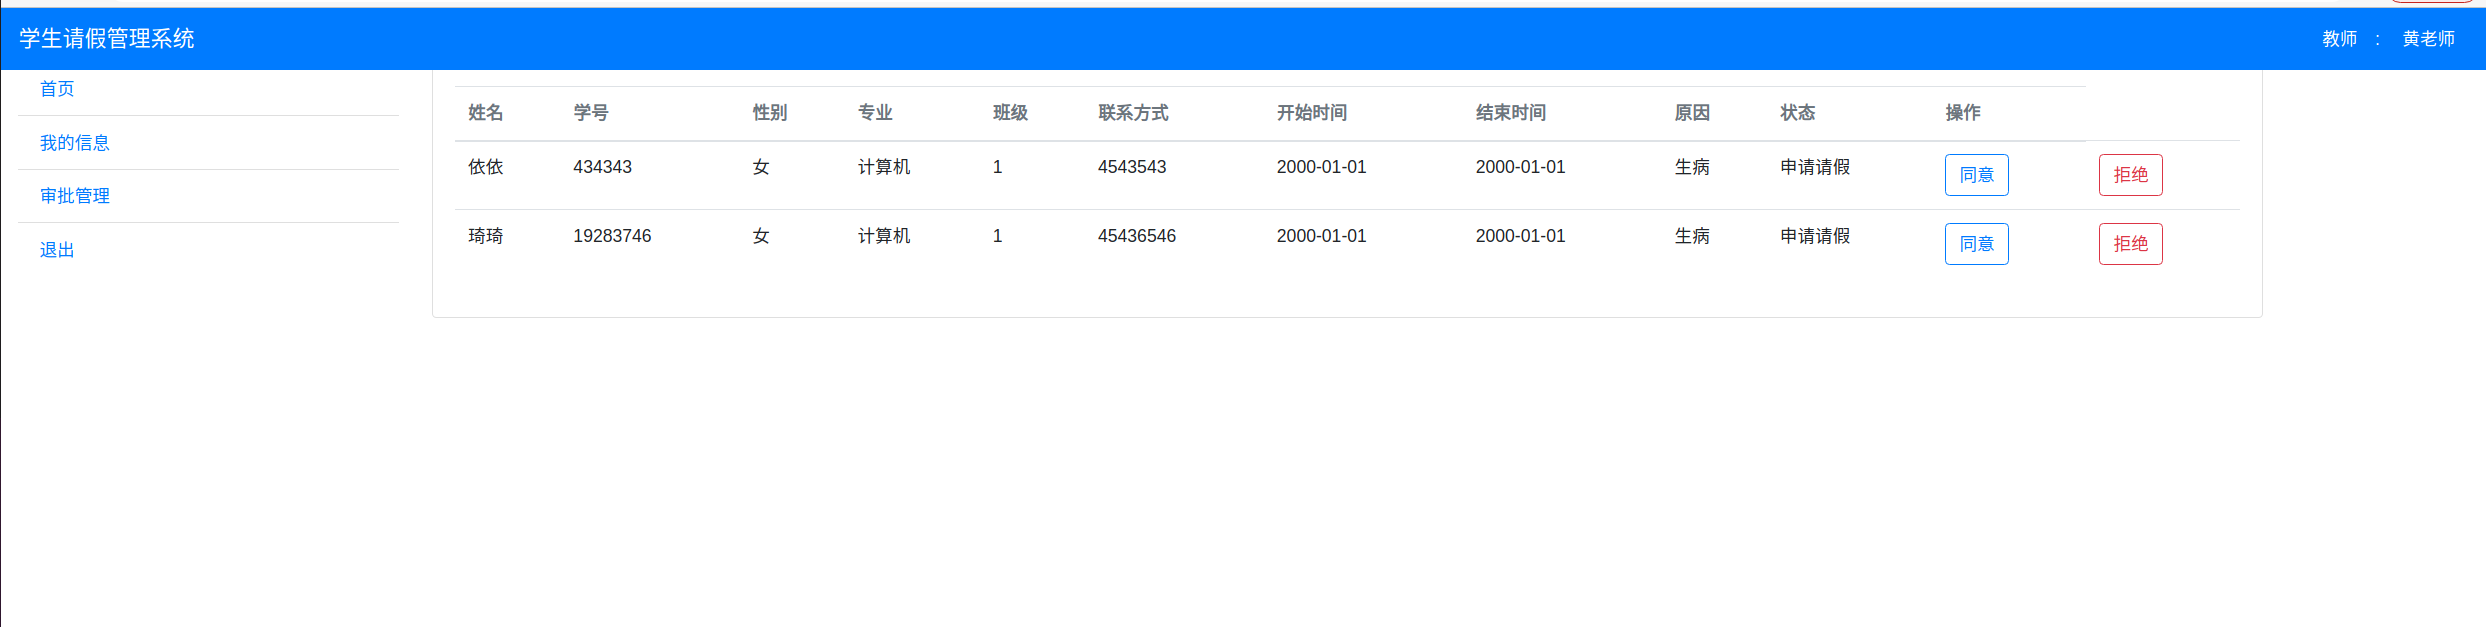 学生请假管理系统 教师 : 黄老师
首页
我的信息
审批管理
退出
姓名 学号 性别 专业 班级 联系方式 开始时间 结束时间 原因 状态 操作
依依 434343 女 计算机 1 4543543 2000-01-01 2000-01-01 生病 申请请假 同意 拒绝
琦琦 19283746 女 计算机 1 45436546 2000-01-01 2000-01-01 生病 申请请假 同意 拒绝